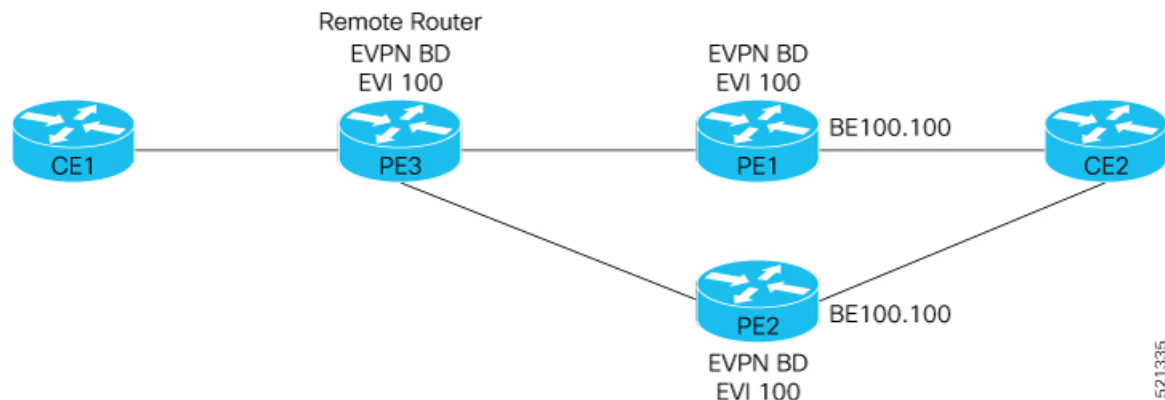 Remote Router
EVPN BD
EVI 100
EVPN BD
EVI 100
BE100.100
CE1
PE3
PE1
CE2
PE2
BE100.100
EVPN BD
EVI 100
521335